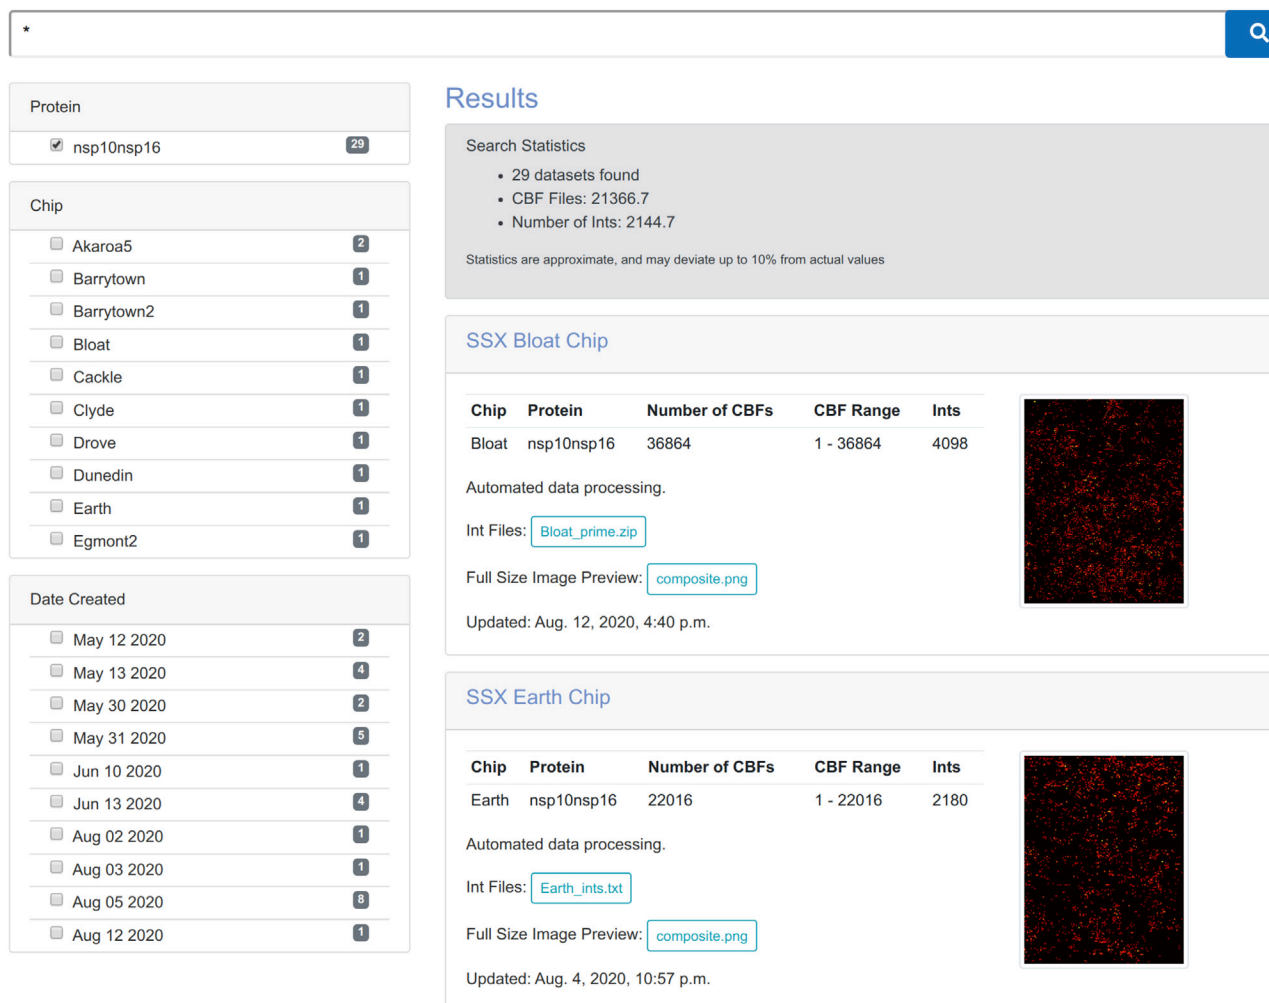 *
Protein
nsp10nsp16 29
Chip
Akaroa5 2
Barrytown 1
Barrytown2 1
Bloat 1
Cackle 1
Clyde 1
Drove 1
Dunedin 1
Earth 1
Egmont2 1
Date Created
May 12 2020 2
May 13 2020 4
May 30 2020 2
May 31 2020 5
Jun 10 2020 1
Jun 13 2020 4
Aug 02 2020 1
Aug 03 2020 1
Aug 05 2020 8
Aug 12 2020 1
Results
Search Statistics
• 29 datasets found
• CBF Files: 21366.7
• Number of Ints: 2144.7
Statistics are approximate, and may deviate up to 10% from actual values
SSX Bloat Chip
Chip Protein Number of CBFs CBF Range Ints
Bloat nsp10nsp16 36864 1 - 36864 4098
Automated data processing.
Int Files: Bloat_prime.zip
Full Size Image Preview: composite.png
Updated: Aug. 12, 2020, 4:40 p.m.
SSX Earth Chip
Chip Protein Number of CBFs CBF Range Ints
Earth nsp10nsp16 22016 1 - 22016 2180
Automated data processing.
Int Files: Earth_ints.txt
Full Size Image Preview: composite.png
Updated: Aug. 4, 2020, 10:57 p.m.